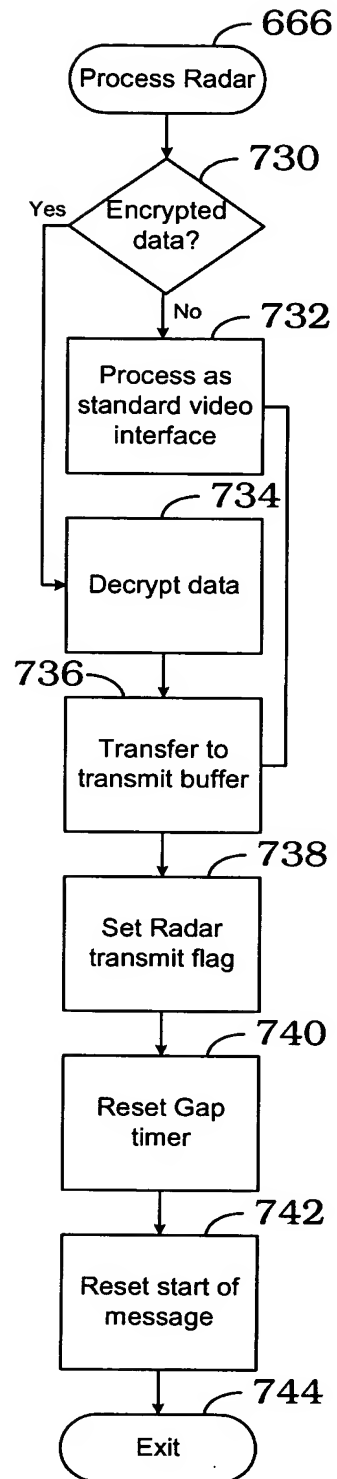 666
Process Radar
730
Yes
Encrypted
data?
No
732
Process as
standard video
interface
734
Decrypt data
736
Transfer to
transmit buffer
738
Set Radar
transmit flag
740
Reset Gap
timer
742
Reset start of
message
744
Exit